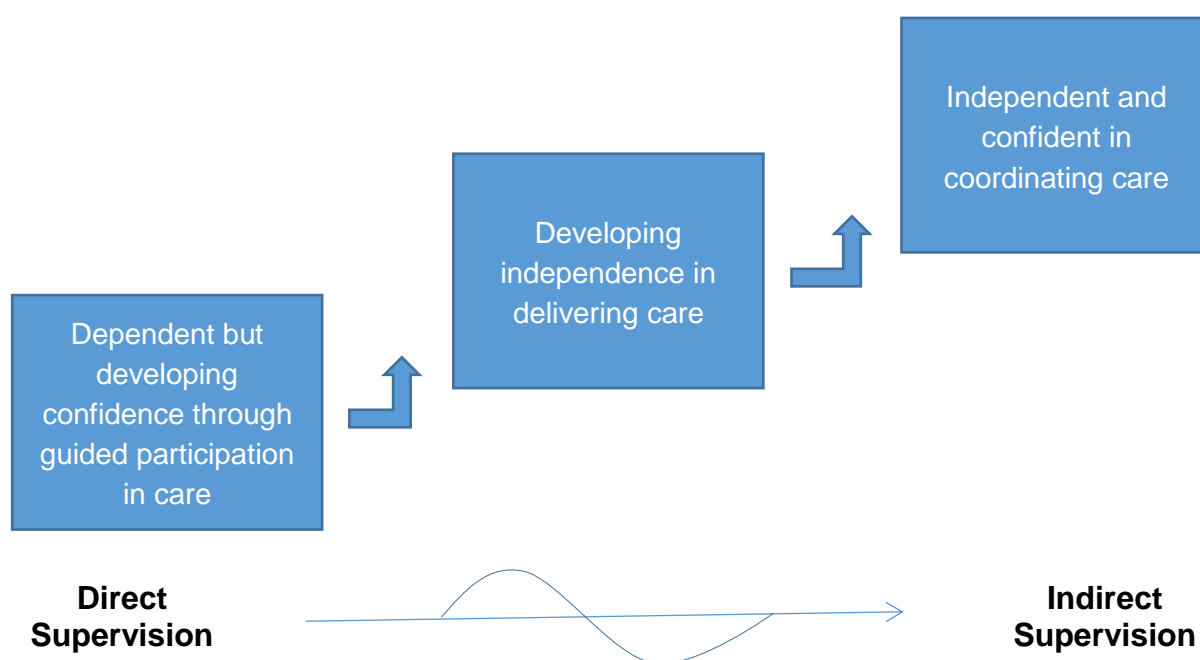 Independent and
confident in
coordinating care
Developing
independence in
delivering care
Dependent but
developing
confidence through
guided participation
in care
Direct
Supervision
Indirect
Supervision